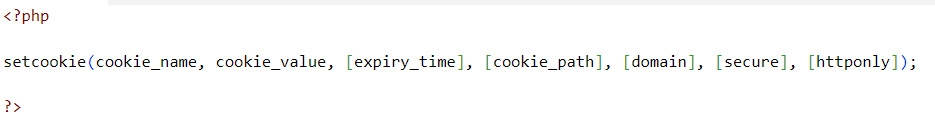 <?php
setcookie(cookie_name, cookie_value, [expiry_time], [cookie_path], [domain], [secure], [httponly]);
?>